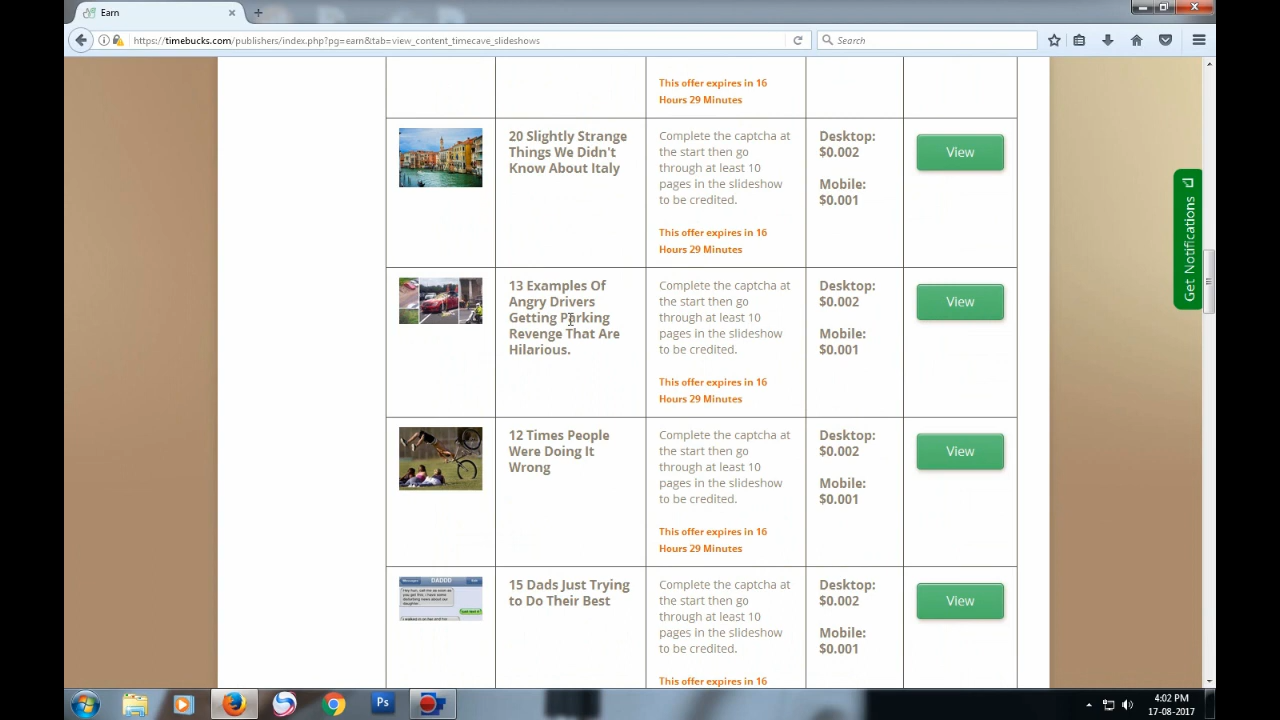 Earn
https://timebucks.com/publishers/index.php?pg=earn&tab=view_content_timecave_slideshows
Search
This offer expires in 16
Hours 29 Minutes
20 Slightly Strange
Things We Didn't
Know About Italy
Complete the captcha at
the start then go
through at least 10
pages in the slideshow
to be credited.
This offer expires in 16
Hours 29 Minutes
Desktop:
$0.002
Mobile:
$0.001
View
13 Examples Of
Angry Drivers
Getting Parking
Revenge That Are
Hilarious.
Complete the captcha at
the start then go
through at least 10
pages in the slideshow
to be credited.
This offer expires in 16
Hours 29 Minutes
Desktop:
$0.002
Mobile:
$0.001
View
12 Times People
Were Doing It
Wrong
Complete the captcha at
the start then go
through at least 10
pages in the slideshow
to be credited.
This offer expires in 16
Hours 29 Minutes
Desktop:
$0.002
Mobile:
$0.001
View
DADDD
15 Dads Just Trying
to Do Their Best
Complete the captcha at
the start then go
through at least 10
pages in the slideshow
to be credited.
This offer expires in 16
Desktop:
$0.002
Mobile:
$0.001
View
Get Notifications
Ps
4:02 PM
17-08-2017